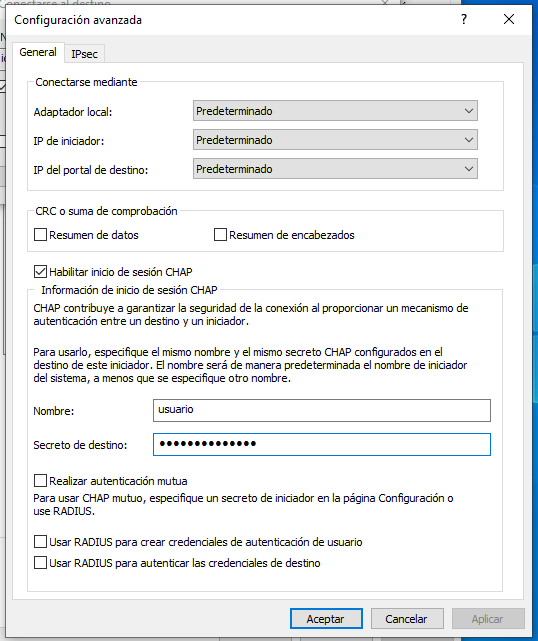 Conectarse al destino
Configuración avanzada
General
IPsec
Conectarse mediante
Adaptador local:
Predeterminado
IP de iniciador:
Predeterminado
IP del portal de destino:
Predeterminado
CRC o suma de comprobación
Resumen de datos
Resumen de encabezados
Habilitar inicio de sesión CHAP
Información de inicio de sesión CHAP
CHAP contribuye a garantizar la seguridad de la conexión al proporcionar un mecanismo de
autenticación entre un destino y un iniciador.
Para usarlo, especifique el mismo nombre y el mismo secreto CHAP configurados en el
destino de este iniciador. El nombre será de manera predeterminada el nombre de iniciador
del sistema, a menos que se especifique otro nombre.
Nombre:
usuario
Secreto de destino:
••••••••••••••
Realizar autenticación mutua
Para usar CHAP mutuo, especifique un secreto de iniciador en la página Configuración o
use RADIUS.
Usar RADIUS para crear credenciales de autenticación de usuario
Usar RADIUS para autenticar las credenciales de destino
Aceptar
Cancelar
Aplicar